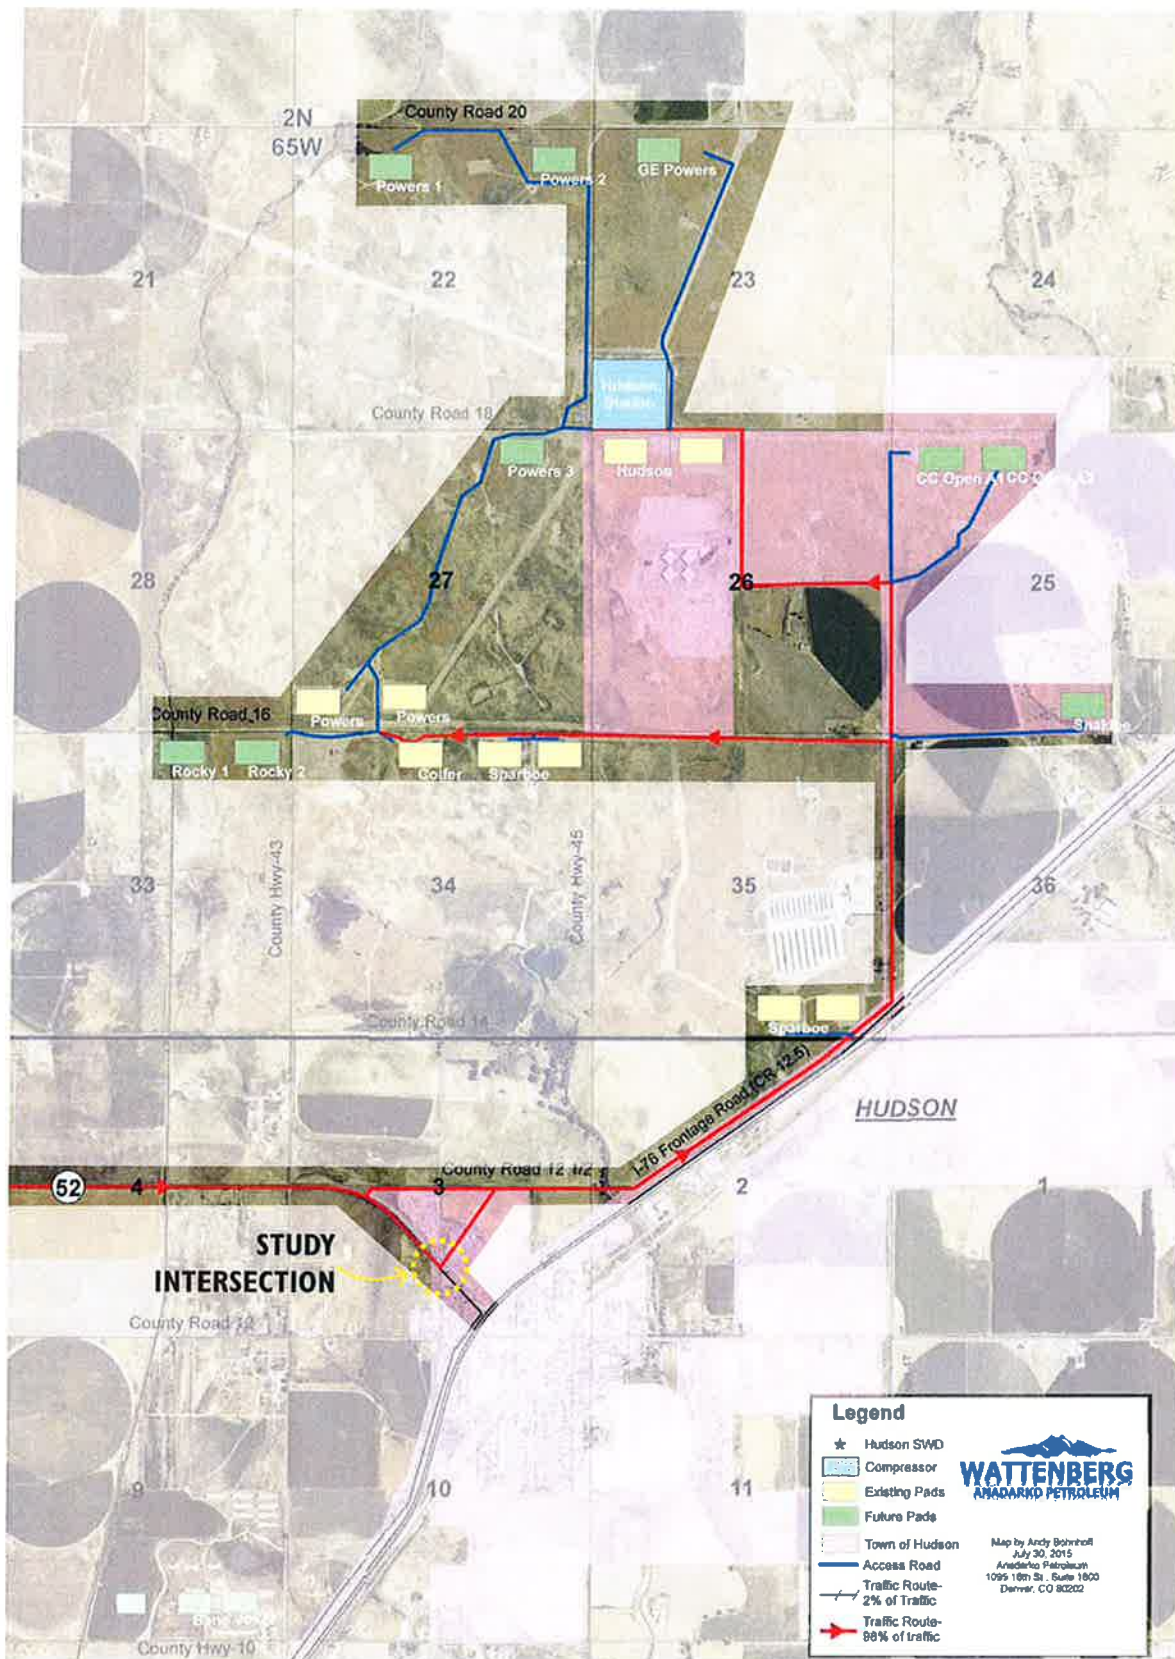 County Road 20
2N
65W
Powers 1
Powers 2
GE Powers
21
22
23
24
County Road 18
Powers 3
Hudson
CC Open A1
28
27
26
25
County Road 16
Powers
Powers
Rocky 1
Rocky 2
Colfer
Sparboe
County Hwy-43
County Hwy-45
33
34
35
36
County Road 14
Sparboe
I-76 Frontage Road (CR 12.5)
HUDSON
52
4
County Road 12 1/2
3
2
1
STUDY
INTERSECTION
County Road 12
9
10
11
County Hwy-10
Legend
Hudson SWD
Compressor
Existing Pads
Future Pads
Town of Hudson
Access Road
Traffic Route-
2% of Traffic
Traffic Route-
98% of traffic
WATTENBERG
ANADARKO PETROLEUM
July 30, 2015
Anadarko Petroleum
1099 18th St., Suite 1800
Denver, CO 80202